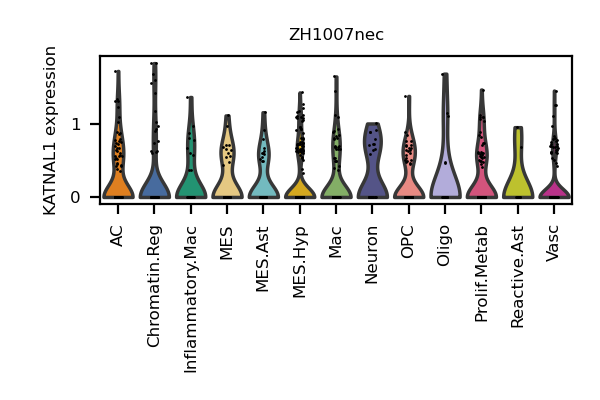 ZH1007nec
KATNAL1 expression
1
0
AC
Chromatin.Reg
Inflammatory.Mac
MES
MES.Ast
MES.Hyp
Mac
Neuron
OPC
Oligo
Prolif.Metab
Reactive.Ast
Vasc